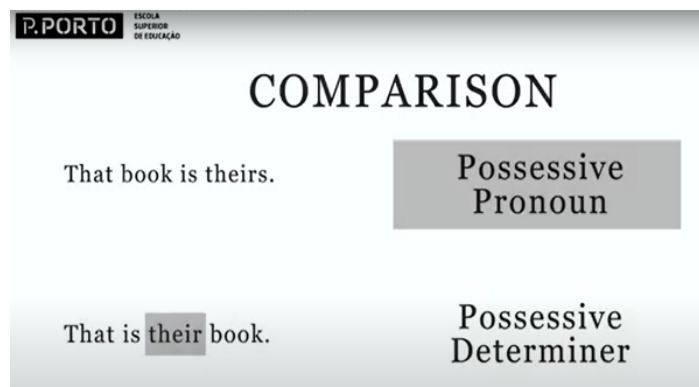 P.PORTO
ESCOLA
SUPERIOR
DE EDUCAÇÃO
COMPARISON
That book is theirs.
Possessive
Pronoun
That is their book.
Possessive
Determiner